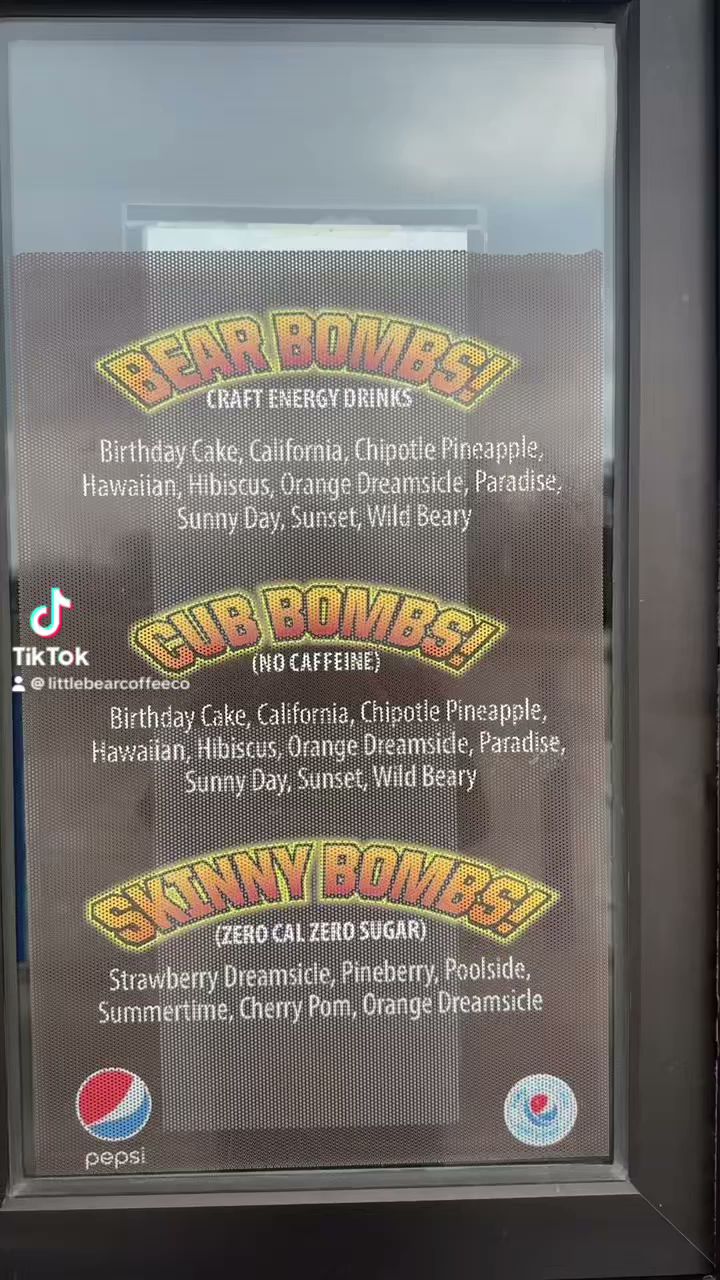 BEAR BOMBS!
CRAFT ENERGY DRINKS
Birthday Cake, California, Chipotle Pineapple,
Hawaiian, Hibiscus, Orange Dreamsicle, Paradise,
Sunny Day, Sunset, Wild Beary
CUB BOMBS!
(NO CAFFEINE)
TikTok
@littlebearcoffeeco
Birthday Cake, California, Chipotle Pineapple,
Hawaiian, Hibiscus, Orange Dreamsicle, Paradise,
Sunny Day, Sunset, Wild Beary
SKINNY BOMBS!
(ZERO CAL ZERO SUGAR)
Strawberry Dreamsicle, Pineberry, Poolside,
Summertime, Cherry Pom, Orange Dreamsicle
pepsi